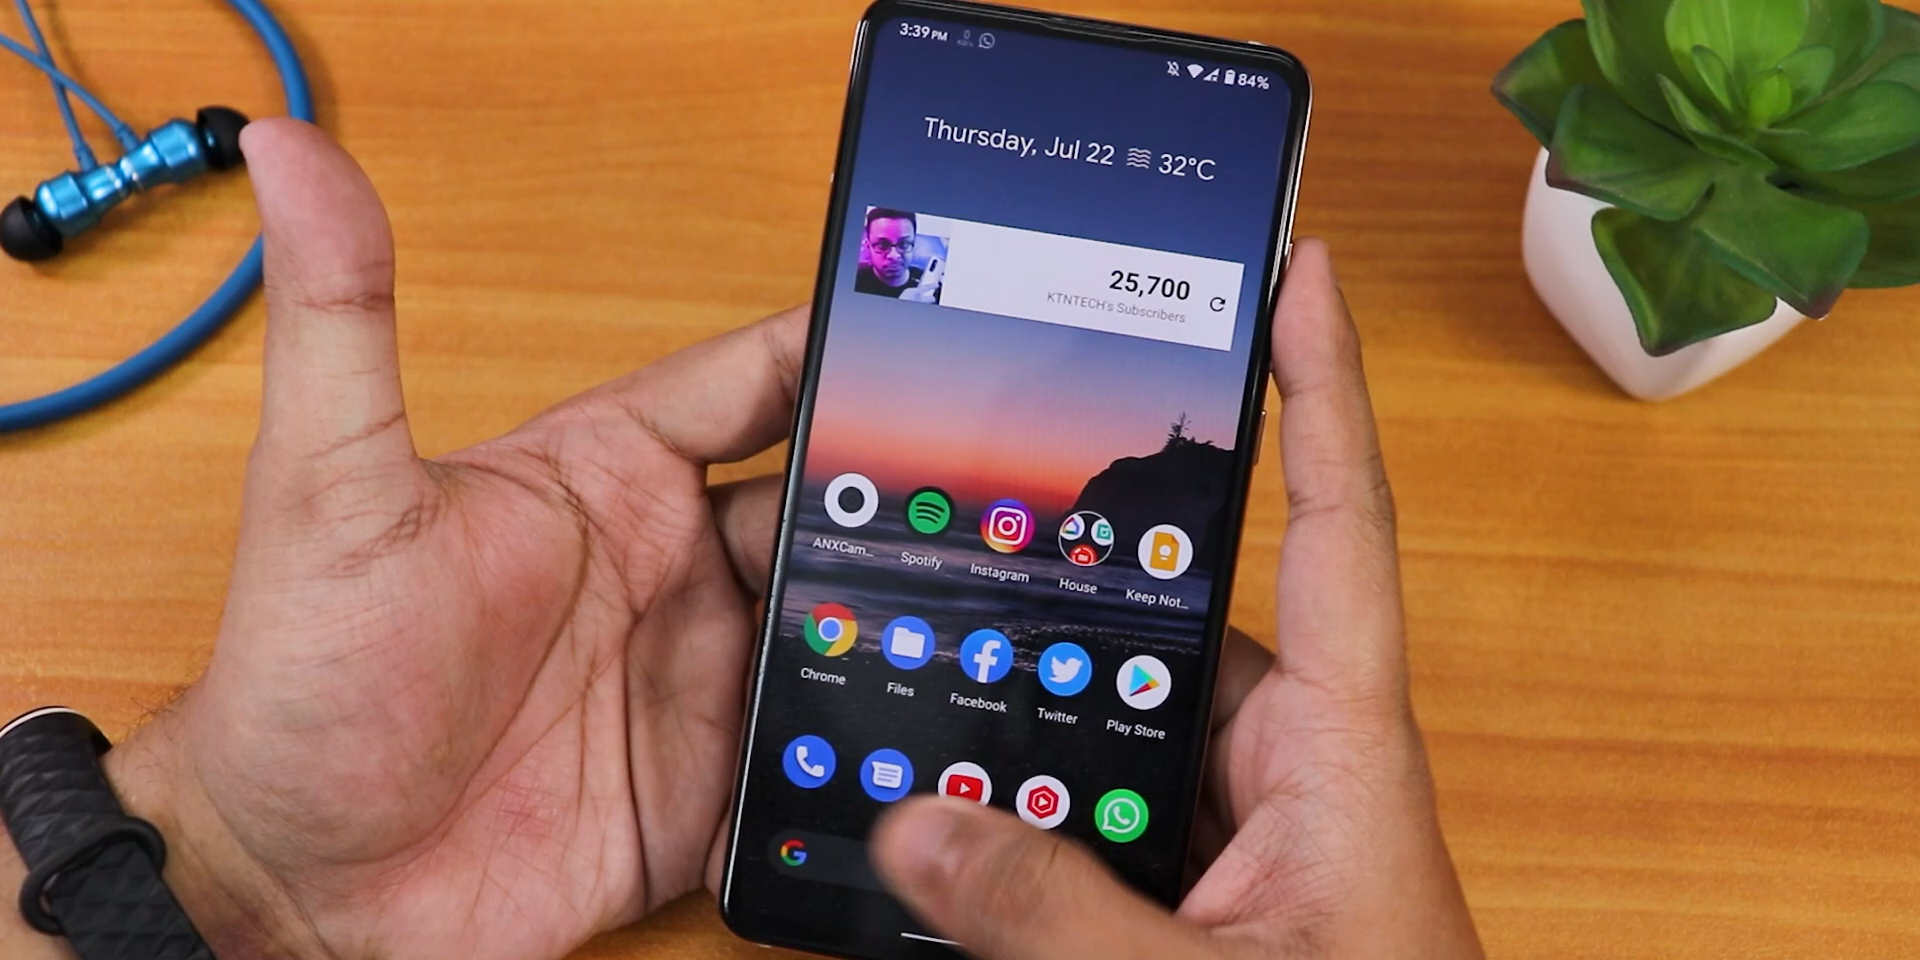 3:39 PM
84%
Thursday, Jul 22 32°C
25,700
KTNTECH's Subscribers
ANXCam... Spotify Instagram House Keep Not...
Chrome Files Facebook Twitter Play Store